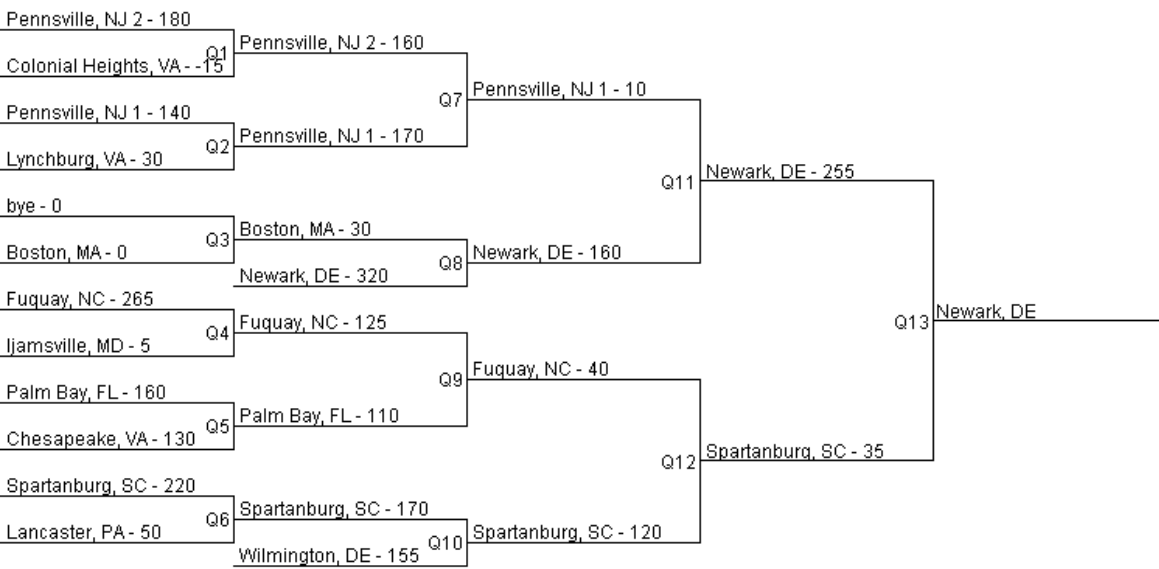 Pennsville, NJ 2 - 180
Q1
Colonial Heights, VA - -15
Pennsville, NJ 2 - 160
Pennsville, NJ 1 - 140
Q2
Lynchburg, VA - 30
Pennsville, NJ 1 - 170
Q7
Pennsville, NJ 1 - 10
bye - 0
Q3
Boston, MA - 0
Boston, MA - 30
Newark, DE - 320
Q8
Newark, DE - 160
Q11
Newark, DE - 255
Fuquay, NC - 265
Q4
Ijamsville, MD - 5
Fuquay, NC - 125
Palm Bay, FL - 160
Q5
Chesapeake, VA - 130
Palm Bay, FL - 110
Q9
Fuquay, NC - 40
Spartanburg, SC - 220
Q6
Lancaster, PA - 50
Spartanburg, SC - 170
Wilmington, DE - 155
Q10
Spartanburg, SC - 120
Q12
Spartanburg, SC - 35
Q13
Newark, DE